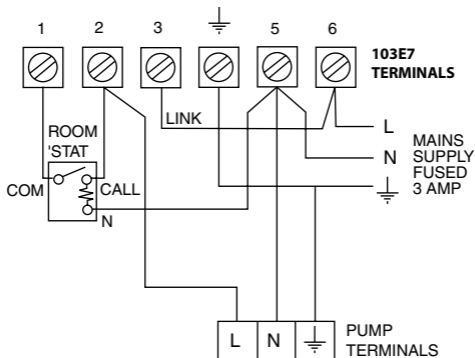 1 2 3 5 6
103E7
TERMINALS
LINK
ROOM
'STAT
COM
CALL
N
L
N
MAINS
SUPPLY
FUSED
3 AMP
L N
PUMP
TERMINALS